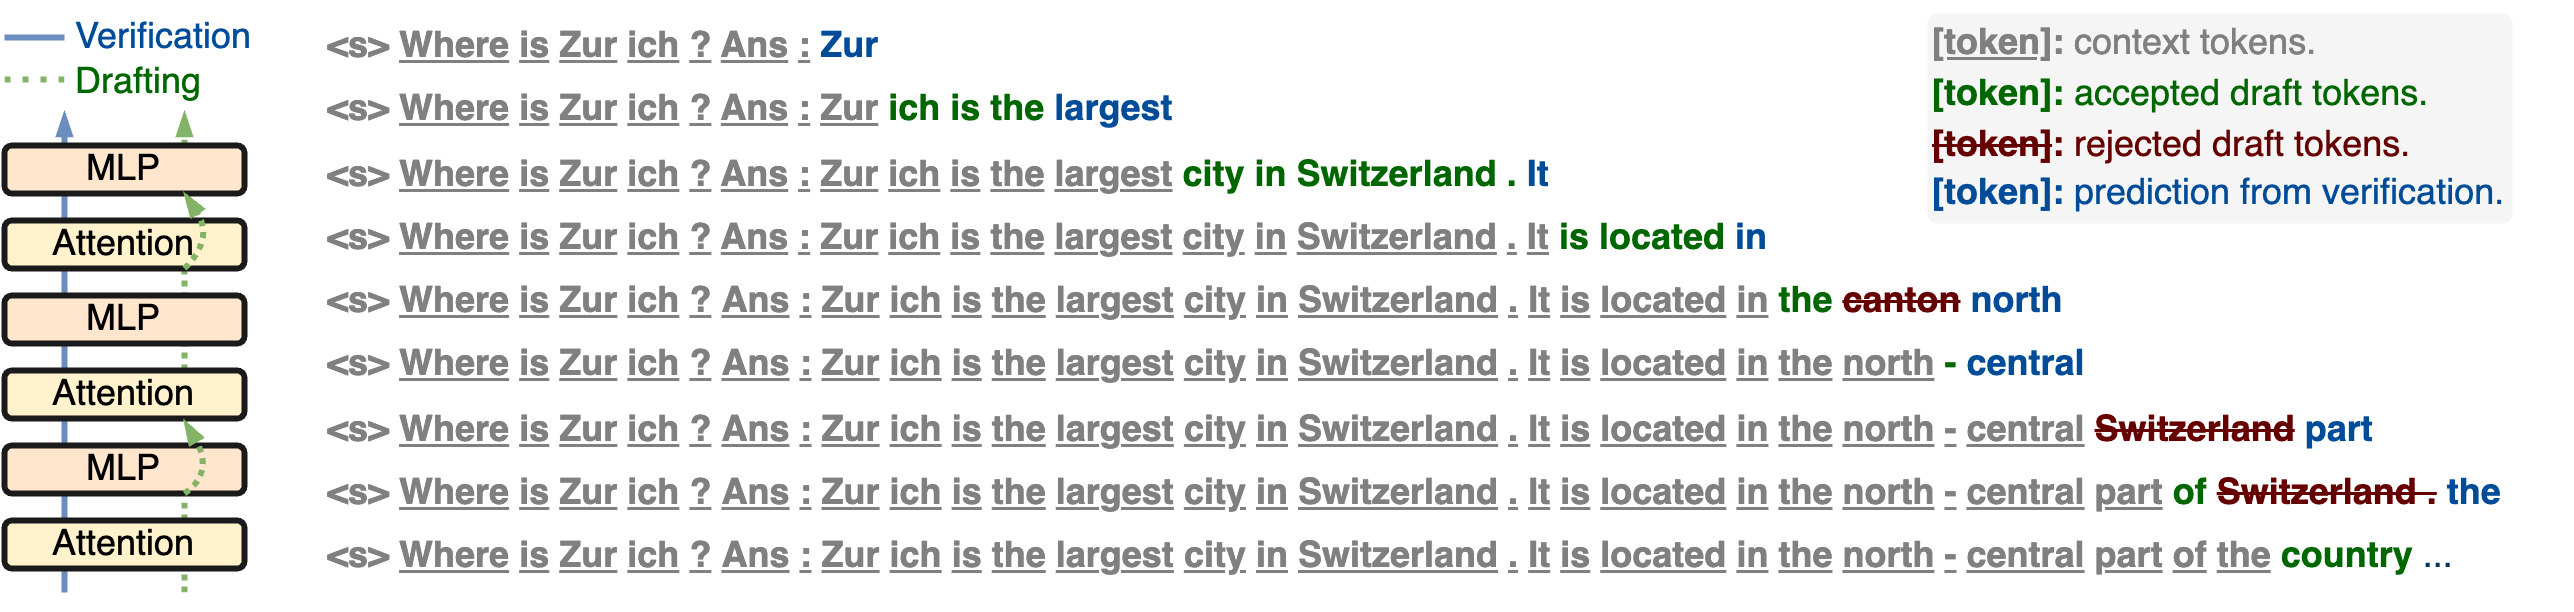 Verification
Drafting
MLP
Attention
MLP
Attention
MLP
Attention
<s> Where is Zur ich ? Ans : Zur
<s> Where is Zur ich ? Ans : Zur ich is the largest
<s> Where is Zur ich ? Ans : Zur ich is the largest city in Switzerland . It
<s> Where is Zur ich ? Ans : Zur ich is the largest city in Switzerland . It is located in
<s> Where is Zur ich ? Ans : Zur ich is the largest city in Switzerland . It is located in the canton north
<s> Where is Zur ich ? Ans : Zur ich is the largest city in Switzerland . It is located in the north - central
<s> Where is Zur ich ? Ans : Zur ich is the largest city in Switzerland . It is located in the north - central Switzerland part
<s> Where is Zur ich ? Ans : Zur ich is the largest city in Switzerland . It is located in the north - central part of Switzerland . the
<s> Where is Zur ich ? Ans : Zur ich is the largest city in Switzerland . It is located in the north - central part of the country ...
[token]: context tokens.
[token]: accepted draft tokens.
[token]: rejected draft tokens.
[token]: prediction from verification.